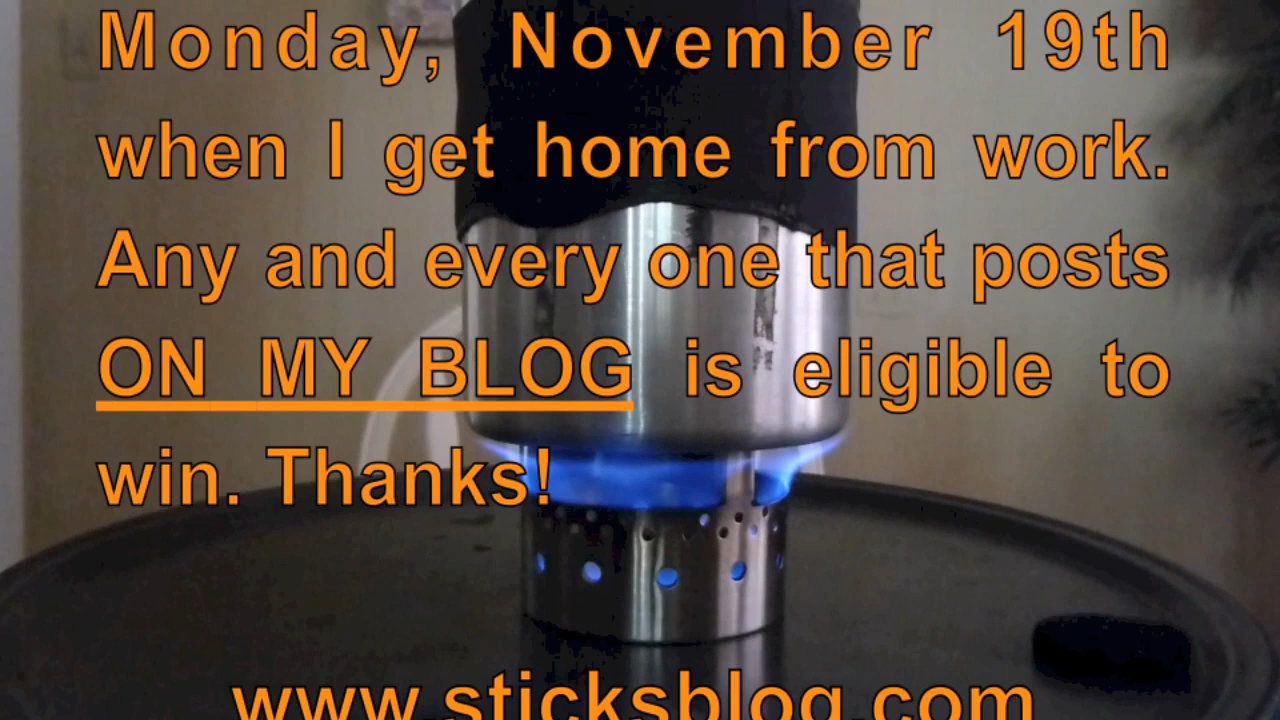 Monday, November 19th
when I get home from work.
Any and every one that posts
ON MY BLOG is eligible to
win. Thanks!
www.sticksblog.com